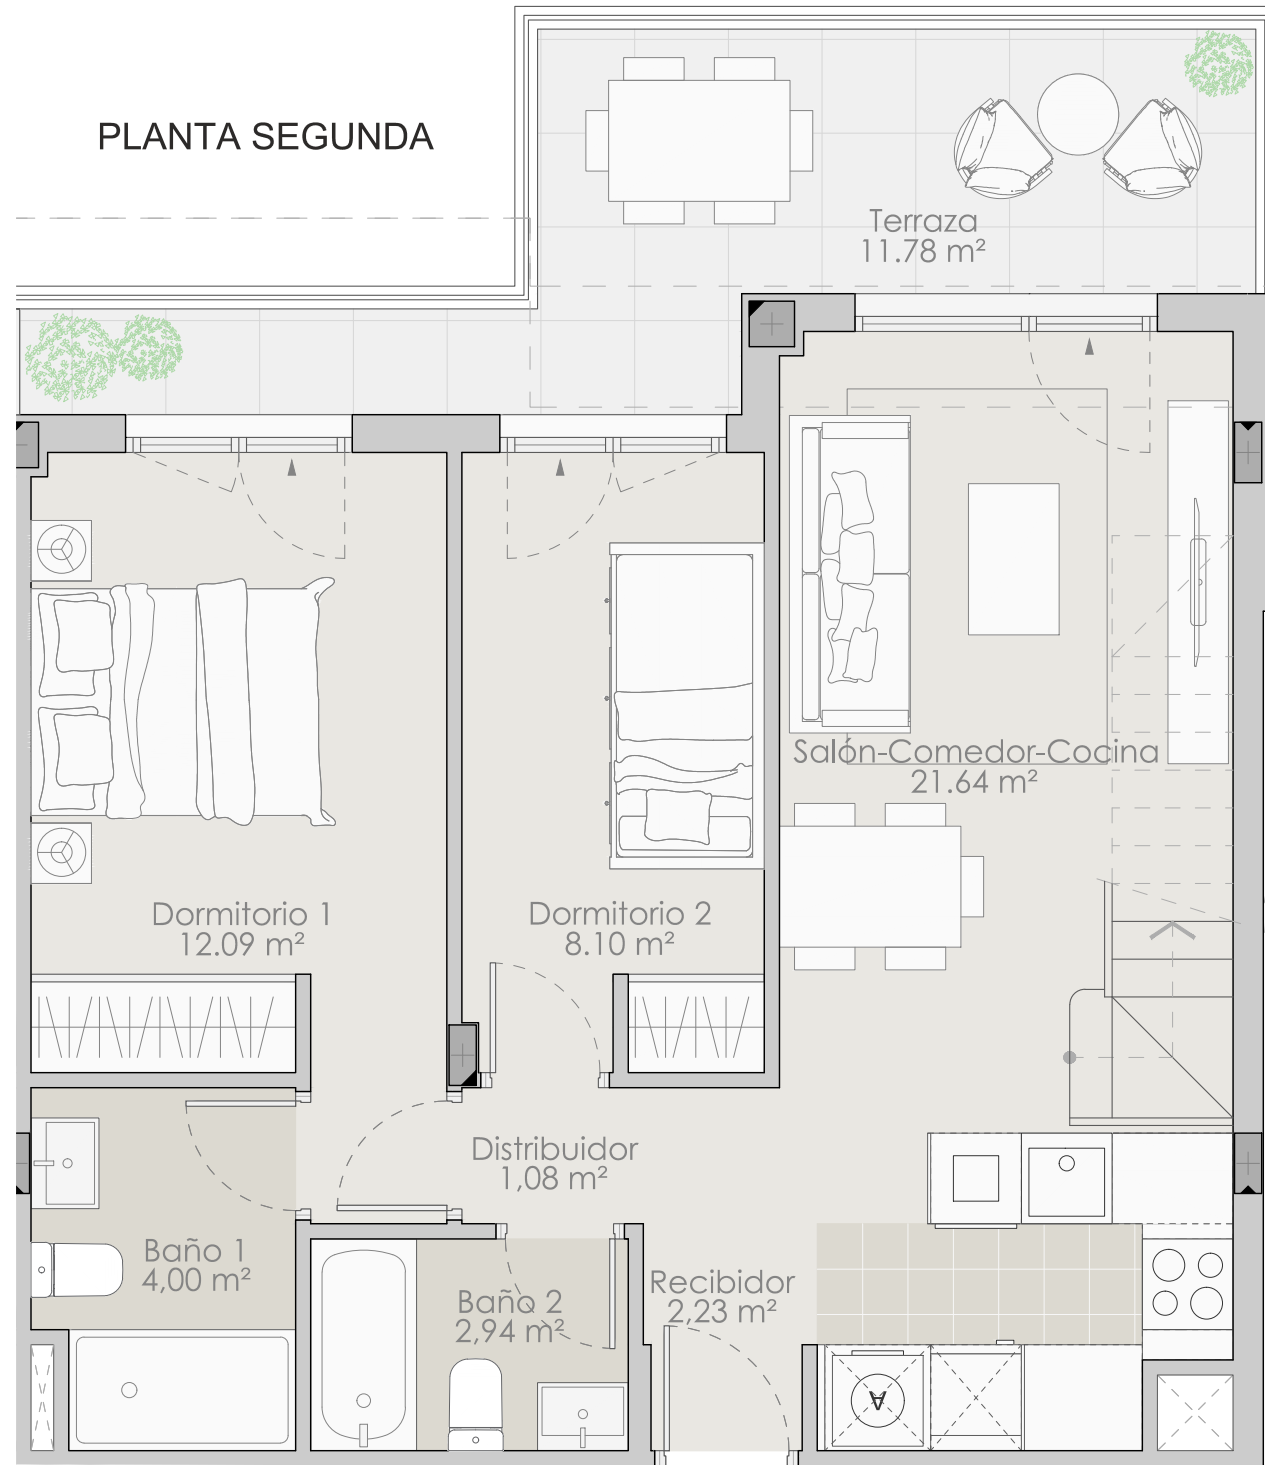 PLANTA SEGUNDA
Terraza
11.78 m²
Salón-Comedor-Cocina
21.64 m²
Dormitorio 1
12.09 m²
Dormitorio 2
8.10 m²
Distribuidor
1,08 m²
Baño 1
4,00 m²
Baño 2
2,94 m²
Recibidor
2,23 m²
A